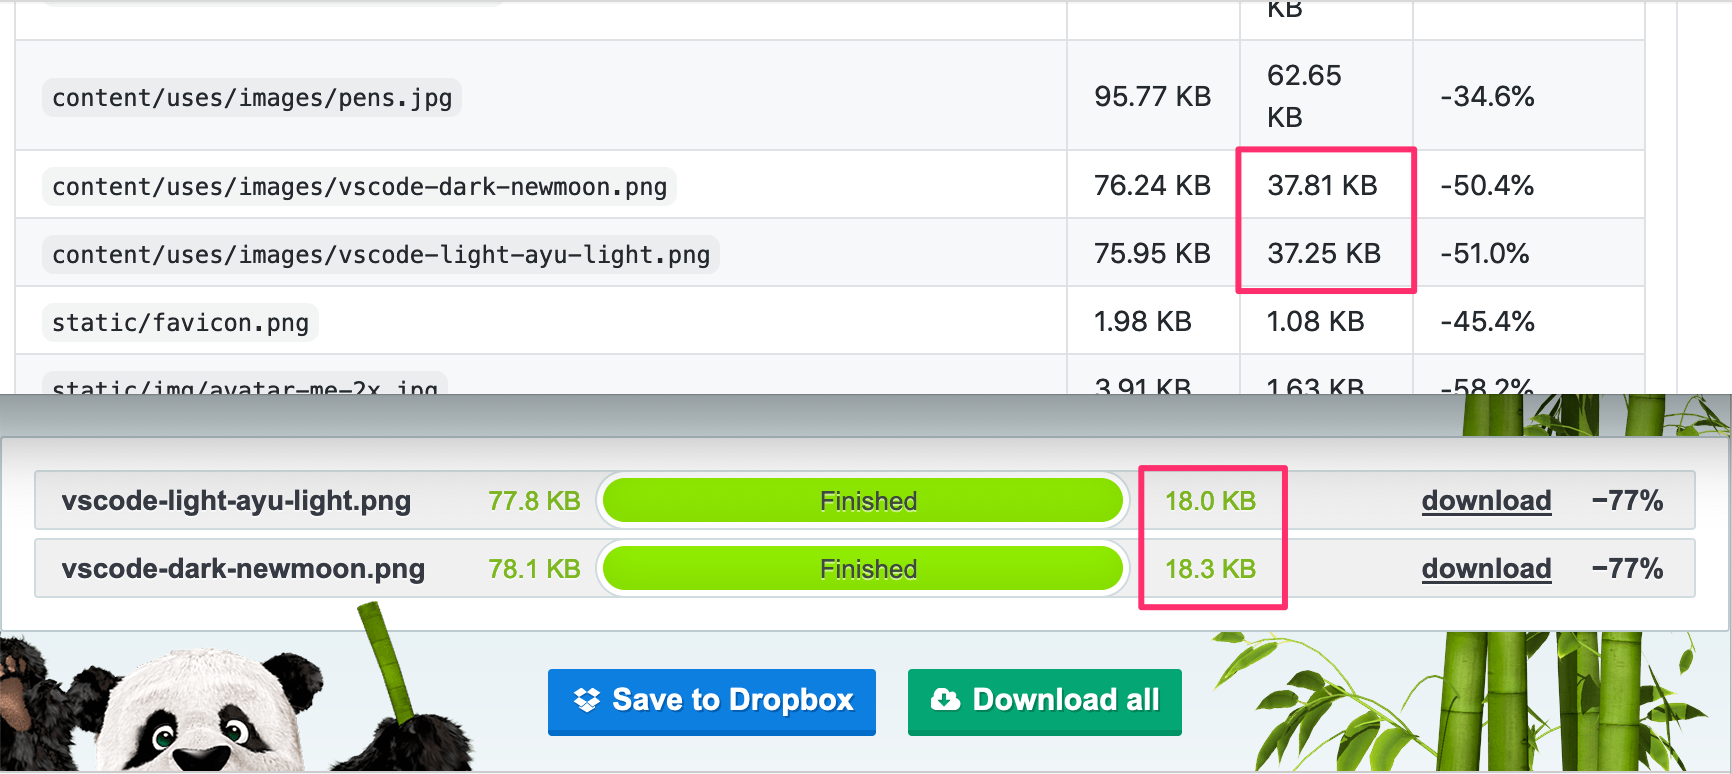 KB
content/uses/images/pens.jpg 95.77 KB 62.65 KB -34.6%
content/uses/images/vscode-dark-newmoon.png 76.24 KB 37.81 KB -50.4%
content/uses/images/vscode-light-ayu-light.png 75.95 KB 37.25 KB -51.0%
static/favicon.png 1.98 KB 1.08 KB -45.4%
static/img/avatar-me-2x.jpg 3.91 KB 1.63 KB -58.2%
vscode-light-ayu-light.png 77.8 KB Finished 18.0 KB download −77%
vscode-dark-newmoon.png 78.1 KB Finished 18.3 KB download −77%
Save to Dropbox Download all